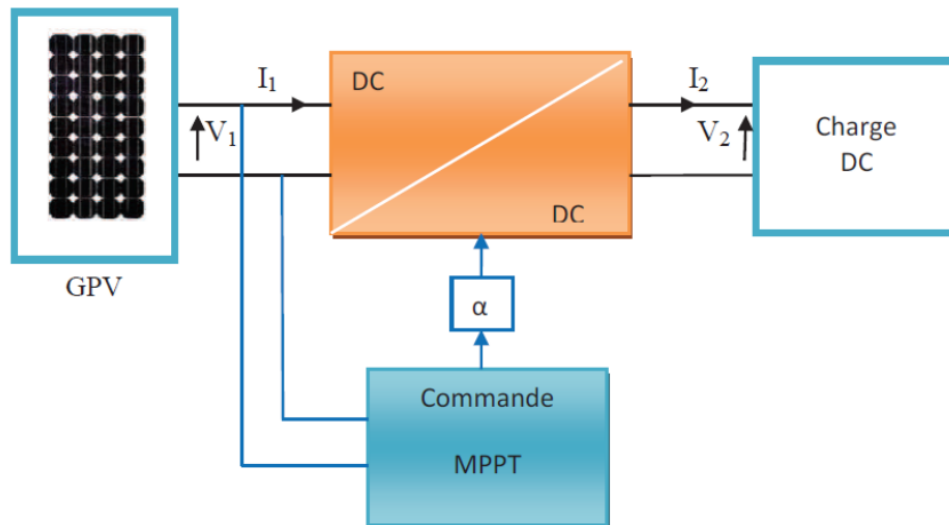 I₁
DC
I₂
V₁
V₂
Charge
DC
DC
GPV
α
Commande
MPPT